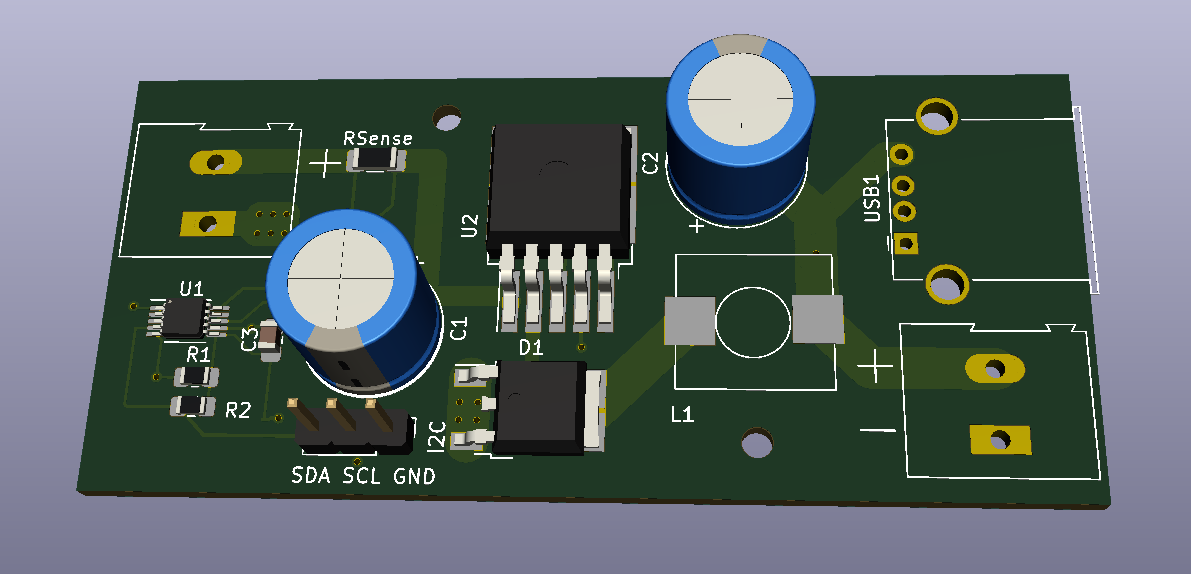 RSense
+
C2
USB1
U2
+
U1
C3
C1
R1
D1
R2
L1
+
I2C
SDA SCL GND